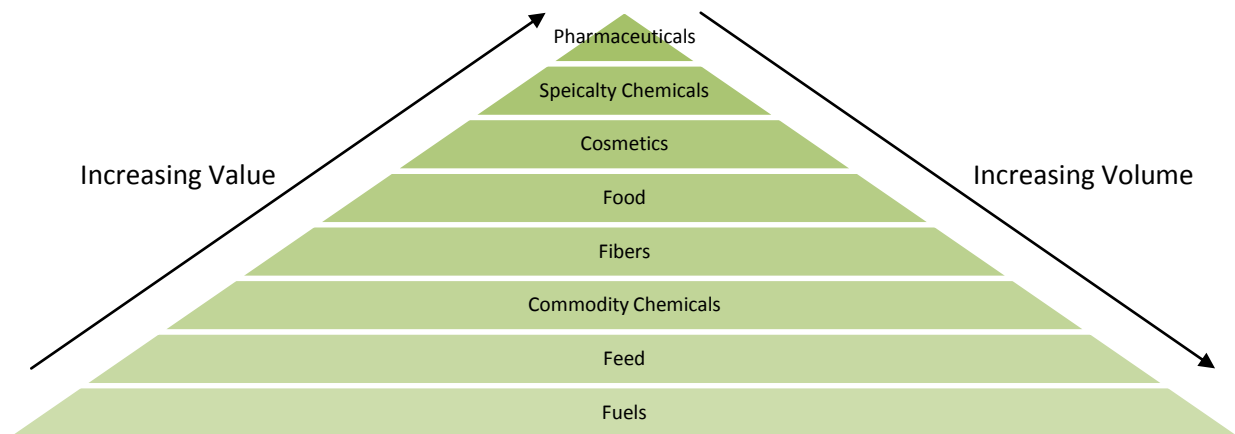 Pharmaceuticals
Speicalty Chemicals
Cosmetics
Increasing Value
Increasing Volume
Food
Fibers
Commodity Chemicals
Feed
Fuels